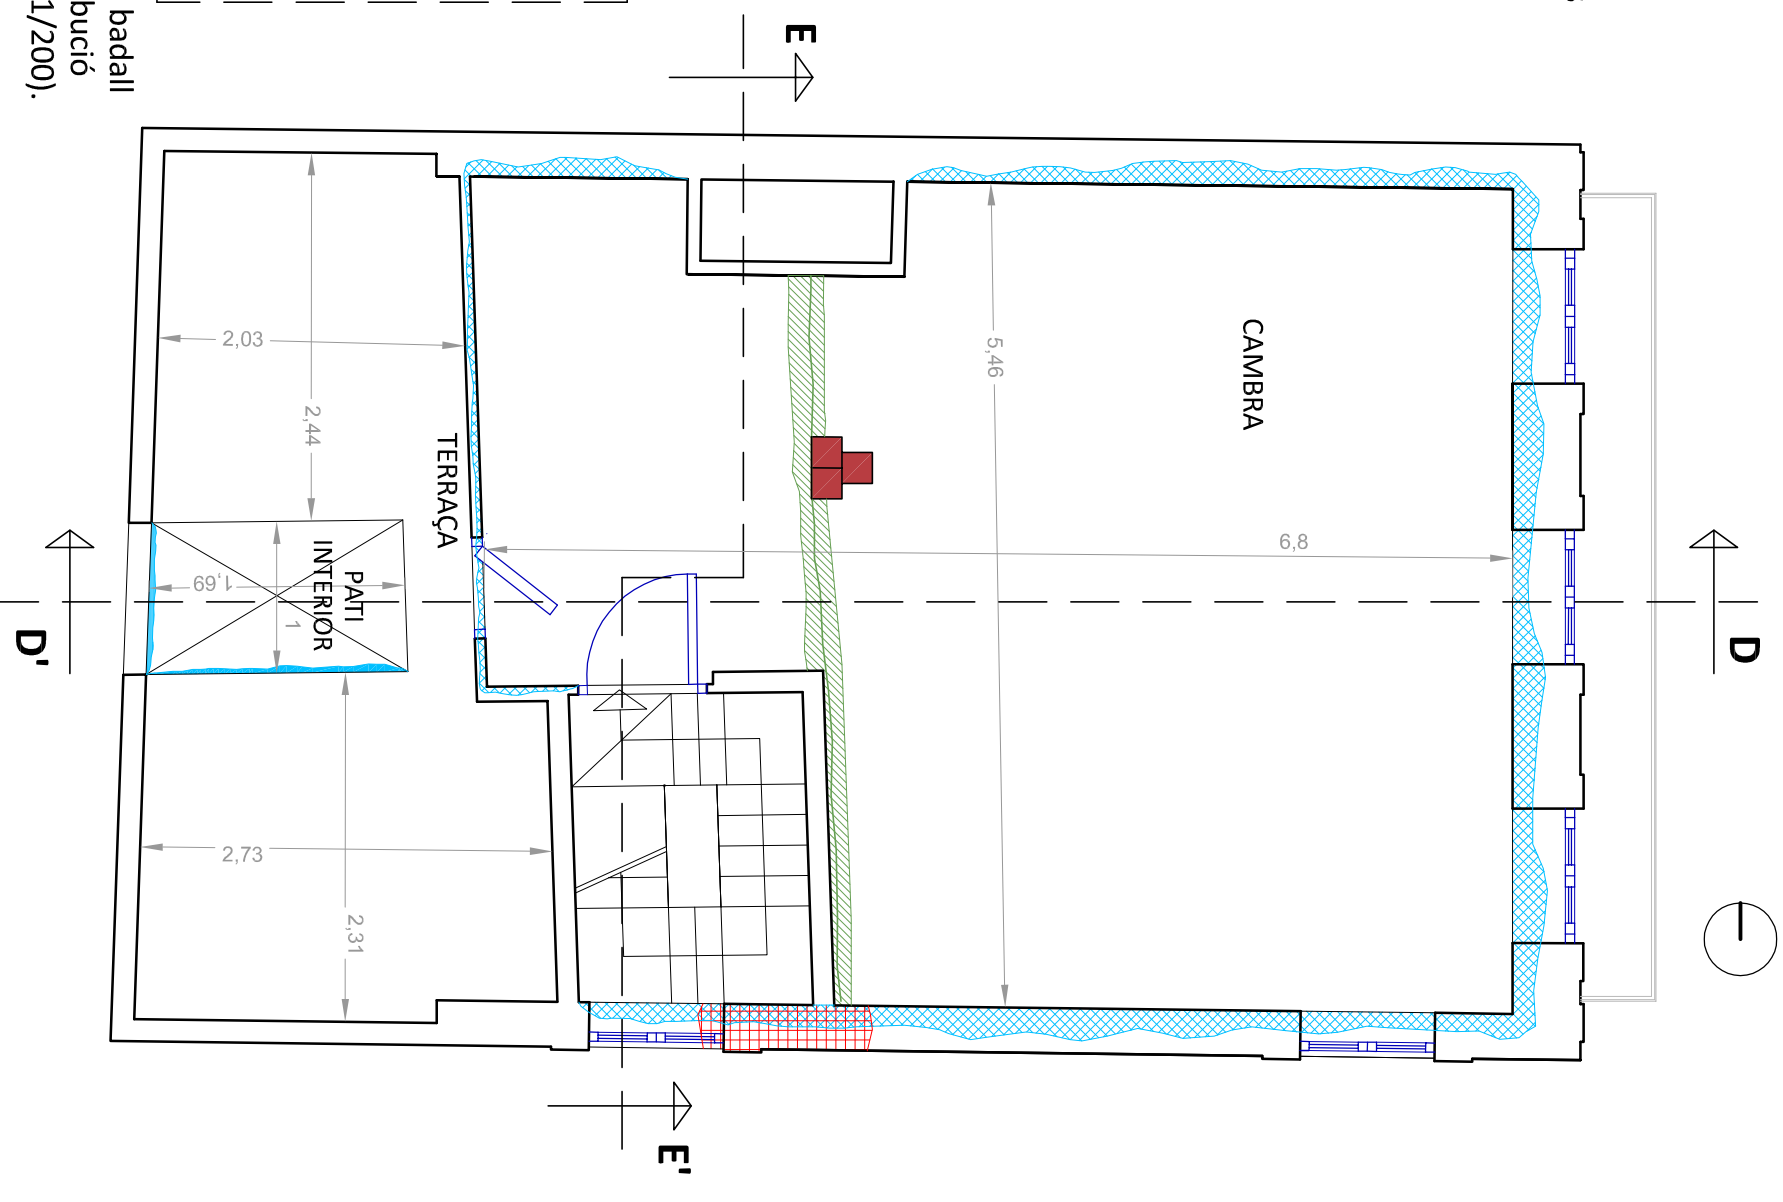 badall
bució
1/200).
E
CAMBRA
5,46
6,8
2,03
2,44
TERRAÇA
PATI
INTERIOR
1,69
1
D'
D
2,73
2,31
E'